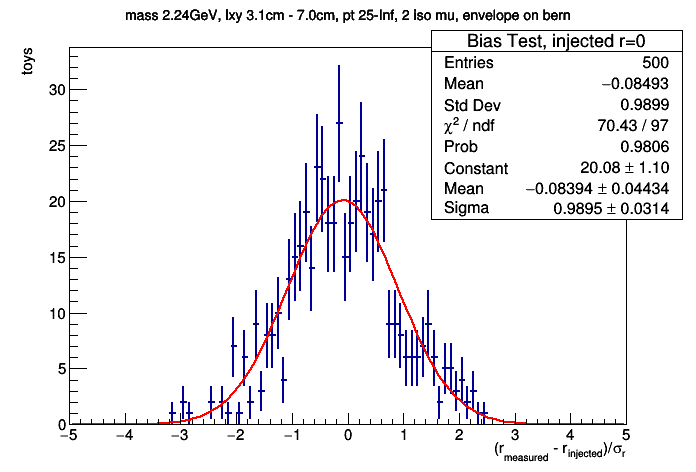 mass 2.24GeV, lxy 3.1cm - 7.0cm, pt 25-Inf, 2 Iso mu, envelope on bern
Bias Test, injected r=0
Entries 500
Mean −0.08493
Std Dev 0.9899
χ² / ndf 70.43 / 97
Prob 0.9806
Constant 20.08 ± 1.10
Mean −0.08394 ± 0.04434
Sigma 0.9895 ± 0.0314
toys
30
25
20
15
10
5
0
−5 −4 −3 −2 −1 0 1 2 3 4 5
(r_measured - r_injected)/σ_r